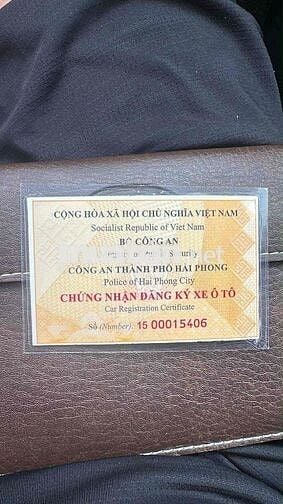 CỘNG HÒA XÃ HỘI CHỦ NGHĨA VIỆT NAM
Socialist Republic of Viet Nam
BỘ CÔNG AN
Security
CÔNG AN THÀNH PHỐ HẢI PHÒNG
Police of Hai Phong City
CHỨNG NHẬN ĐĂNG KÝ XE Ô TÔ
Car Registration Certificate
Số (Number): 15 00015406